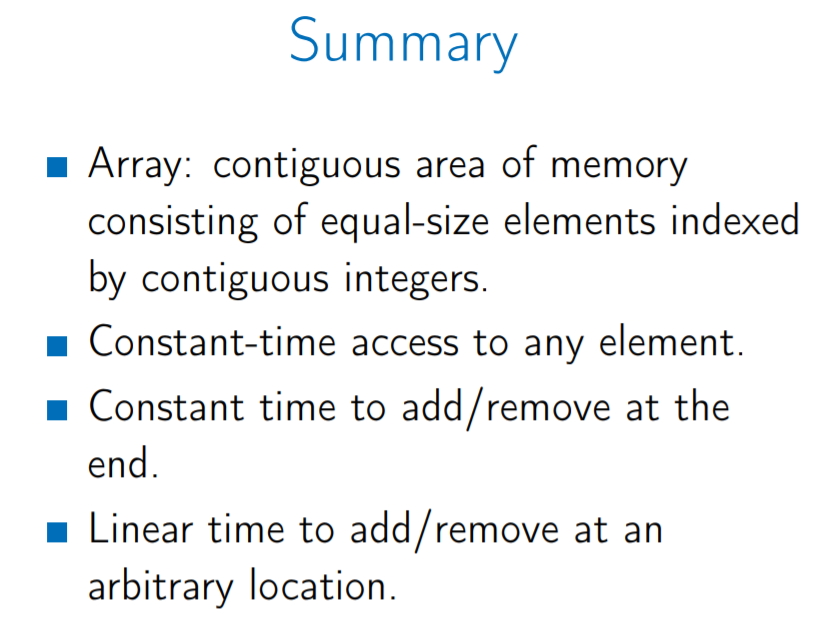 Summary
Array: contiguous area of memory
consisting of equal-size elements indexed
by contiguous integers.
Constant-time access to any element.
Constant time to add/remove at the
end.
Linear time to add/remove at an
arbitrary location.